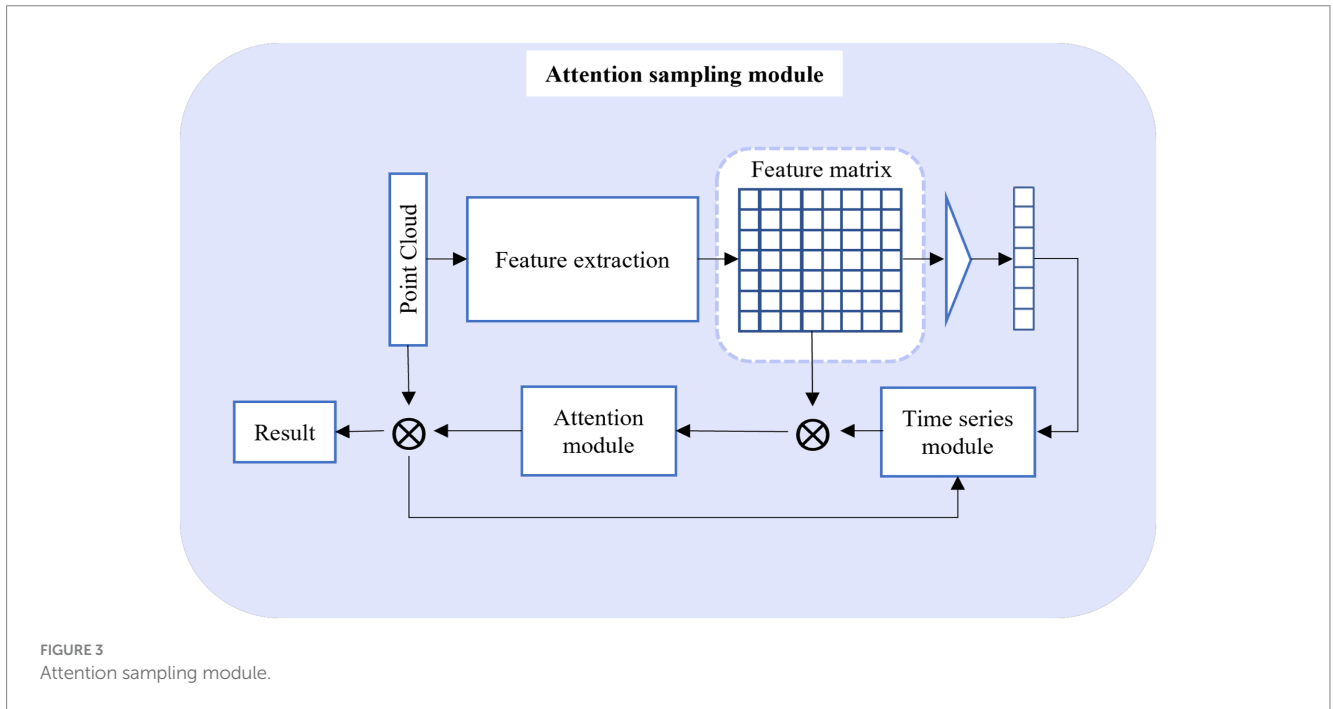 Attention sampling module
Feature matrix
Point Cloud
Feature extraction
Result
Attention
module
Time series
module
FIGURE 3
Attention sampling module.